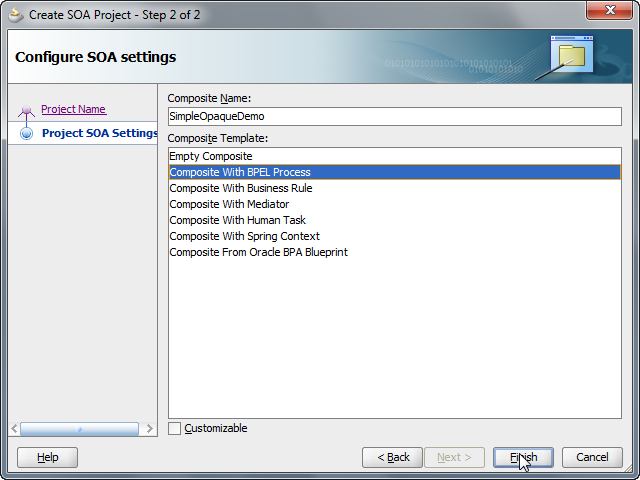 Create SOA Project - Step 2 of 2
Configure SOA settings
0101010101010101010101010101
0101010101010
Project Name
Project SOA Settings
Composite Name:
SimpleOpaqueDemo
Composite Template:
Empty Composite
Composite With BPEL Process
Composite With Business Rule
Composite With Mediator
Composite With Human Task
Composite With Spring Context
Composite From Oracle BPA Blueprint
Customizable
Help
< Back
Next >
Finish
Cancel